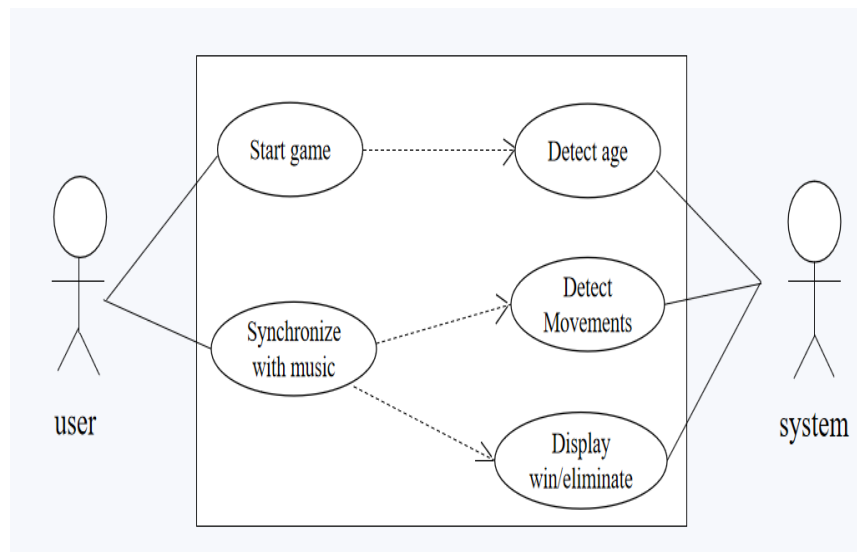 Start game
Detect age
Detect
Movements
Synchronize
with music
user
system
Display
win/eliminate